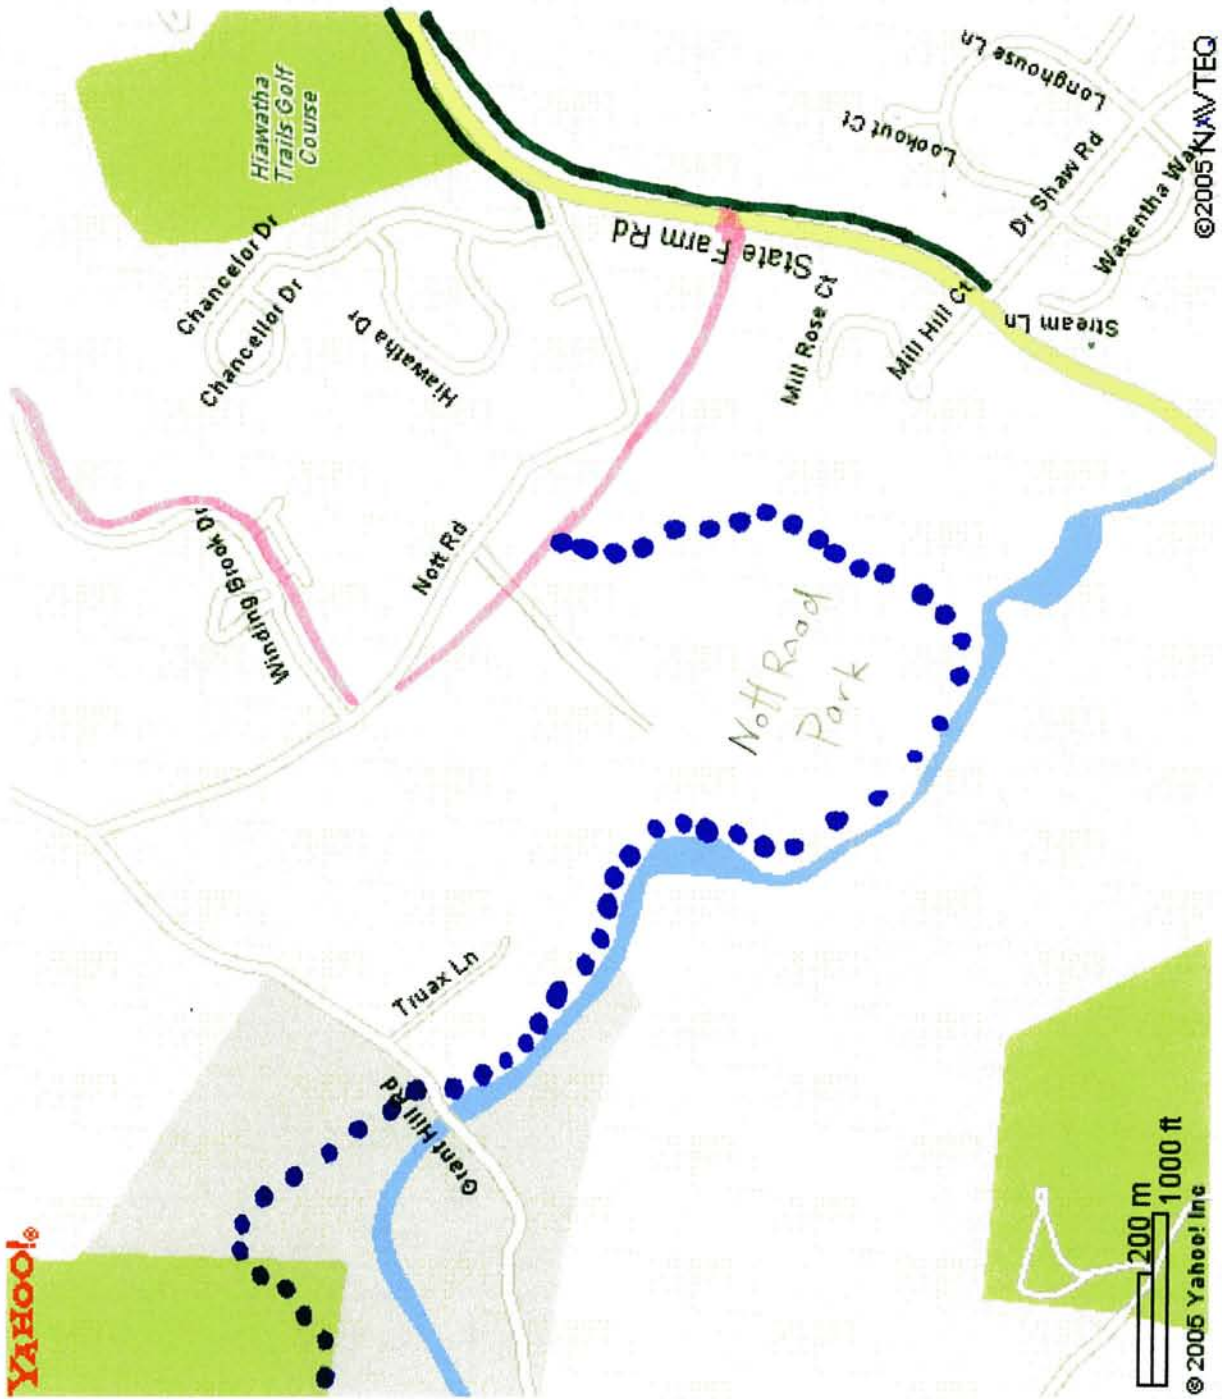 YAHOO!®
Hiawatha
Trails Golf
Course
Chancelor Dr
Chancellor Dr
Hiawatha Dr
Winding Brook Dr
Nott Rd
State Farm Rd
Mill Rose Ct
Mill Hill Ct
Stream Ln
Dr Shaw Rd
Wasentha Way
Lookout Ct
Longhouse Ln
Nott Road
Park
Truax Ln
Grant Hill Rd
200 m
1000 ft
© 2005 Yahoo! Inc
©2005 NAVTEQ